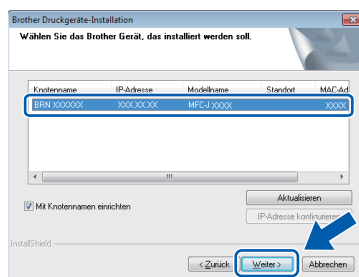 Brother Druckgeräte-Installation
Wählen Sie das Brother Gerät, das installiert werden soll.
Knotenname IP-Adresse Modellname Standort MAC-Ad
BRN XXXXXX XXX.XX.XX MFC-J XXXX XXXX
Aktualisieren
Mit Knotennamen einrichten
IP-Adresse konfigurieren
InstallShield
< Zurück Weiter > Abbrechen